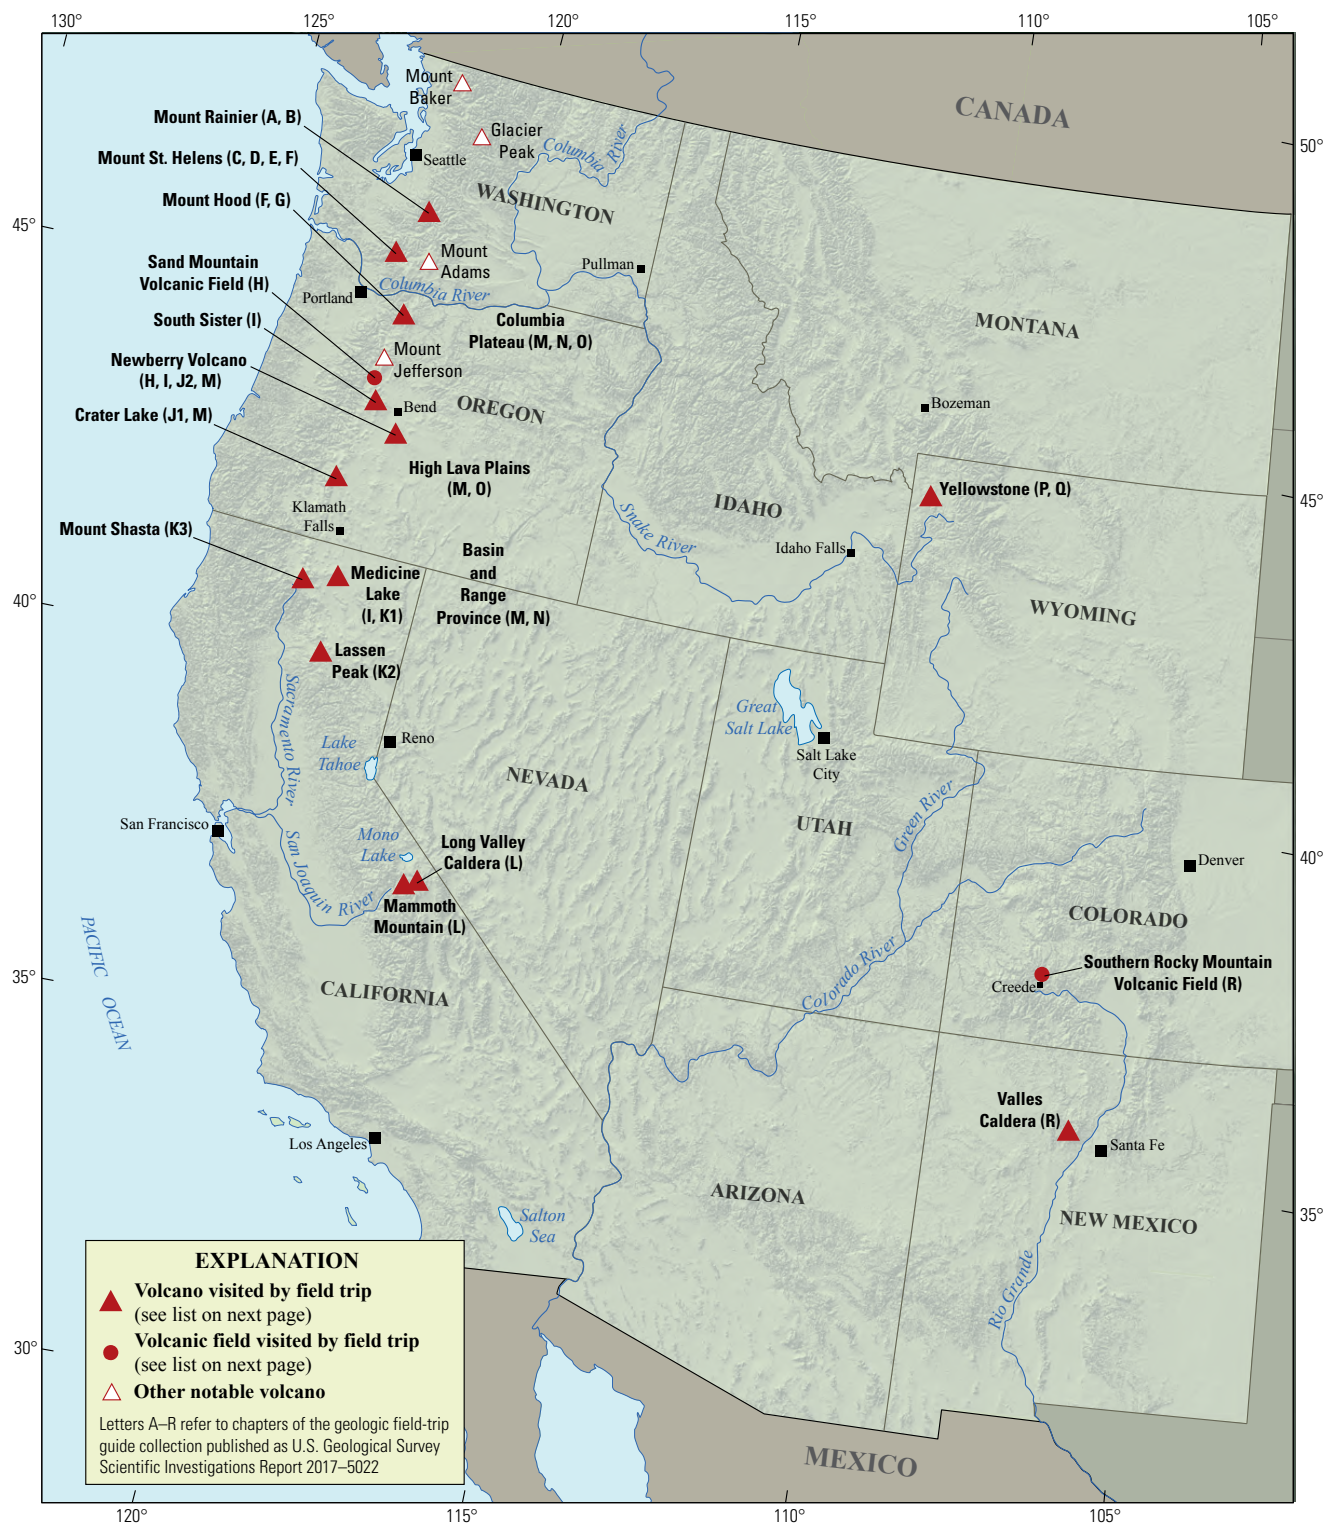 130°
125°
120°
115°
110°
105°
CANADA
Mount
Baker
Mount Rainier (A, B)
Glacier
Peak
Columbia River
Seattle
50°
Mount St. Helens (C, D, E, F)
WASHINGTON
Mount Hood (F, G)
45°
Mount
Adams
Pullman
Sand Mountain
Volcanic Field (H)
Columbia River
Portland
South Sister (I)
Columbia
Plateau (M, N, O)
MONTANA
Mount
Jefferson
Newberry Volcano
(H, I, J2, M)
Bend
OREGON
Bozeman
Crater Lake (J1, M)
High Lava Plains
(M, O)
Yellowstone (P, Q)
45°
Klamath
Falls
IDAHO
Snake River
Idaho Falls
Mount Shasta (K3)
Basin
and
Range
Province (M, N)
Medicine
Lake
(I, K1)
40°
WYOMING
Lassen
Peak (K2)
Sacramento River
Great
Salt Lake
Reno
Lake
Tahoe
Salt Lake
City
NEVADA
Green River
San Francisco
UTAH
Mono
Lake
Long Valley
Caldera (L)
San Joaquin River
Denver
40°
Mammoth
Mountain (L)
COLORADO
PACIFIC OCEAN
Colorado River
35°
Southern Rocky Mountain
Volcanic Field (R)
Creede
CALIFORNIA
Valles
Caldera (R)
Los Angeles
Santa Fe
ARIZONA
Salton
Sea
NEW MEXICO
35°
Rio Grande
30°
EXPLANATION
Volcano visited by field trip
(see list on next page)
Volcanic field visited by field trip
(see list on next page)
Other notable volcano
Letters A–R refer to chapters of the geologic field-trip
guide collection published as U.S. Geological Survey
Scientific Investigations Report 2017–5022
MEXICO
120°
115°
110°
105°